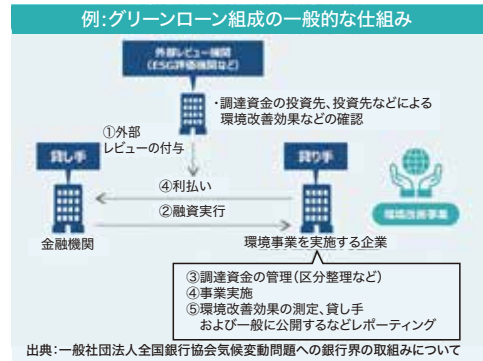 例:グリーンローン組成の一般的な仕組み
外部レビュー機関
(ESG評価機関など)
・調達資金の投資先、投資先などによる
環境改善効果などの確認
①外部
レビューの付与
貸し手
借り手
④利払い
②融資実行
環境改善事業
金融機関
環境事業を実施する企業
③調達資金の管理(区分整理など)
④事業実施
⑤環境改善効果の測定、貸し手
および一般に公開するなどレポーティング
出典:一般社団法人全国銀行協会気候変動問題への銀行界の取組みについて